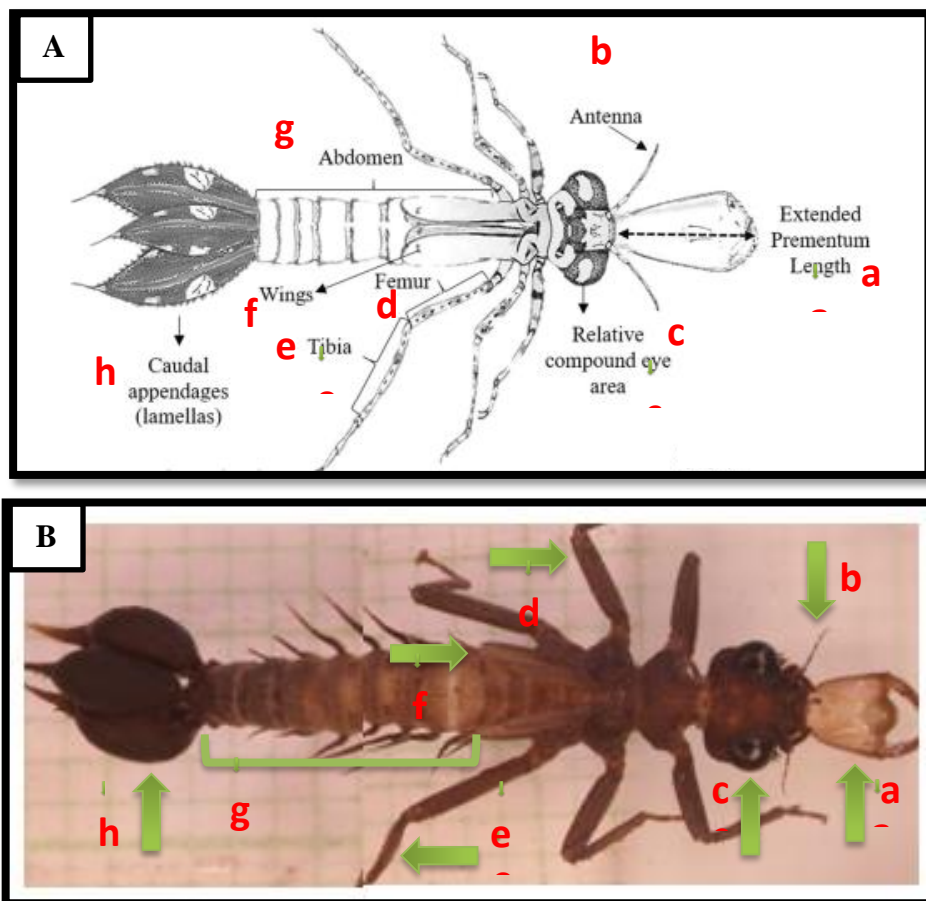 A
b
Antenna
g
Abdomen
Extended
Prementum
Length
a
Femur
d
Wings
f
e
Tibia
c
Relative
compound eye
area
h
Caudal
appendages
(lamellas)
B
b
d
f
c
a
g
h
e